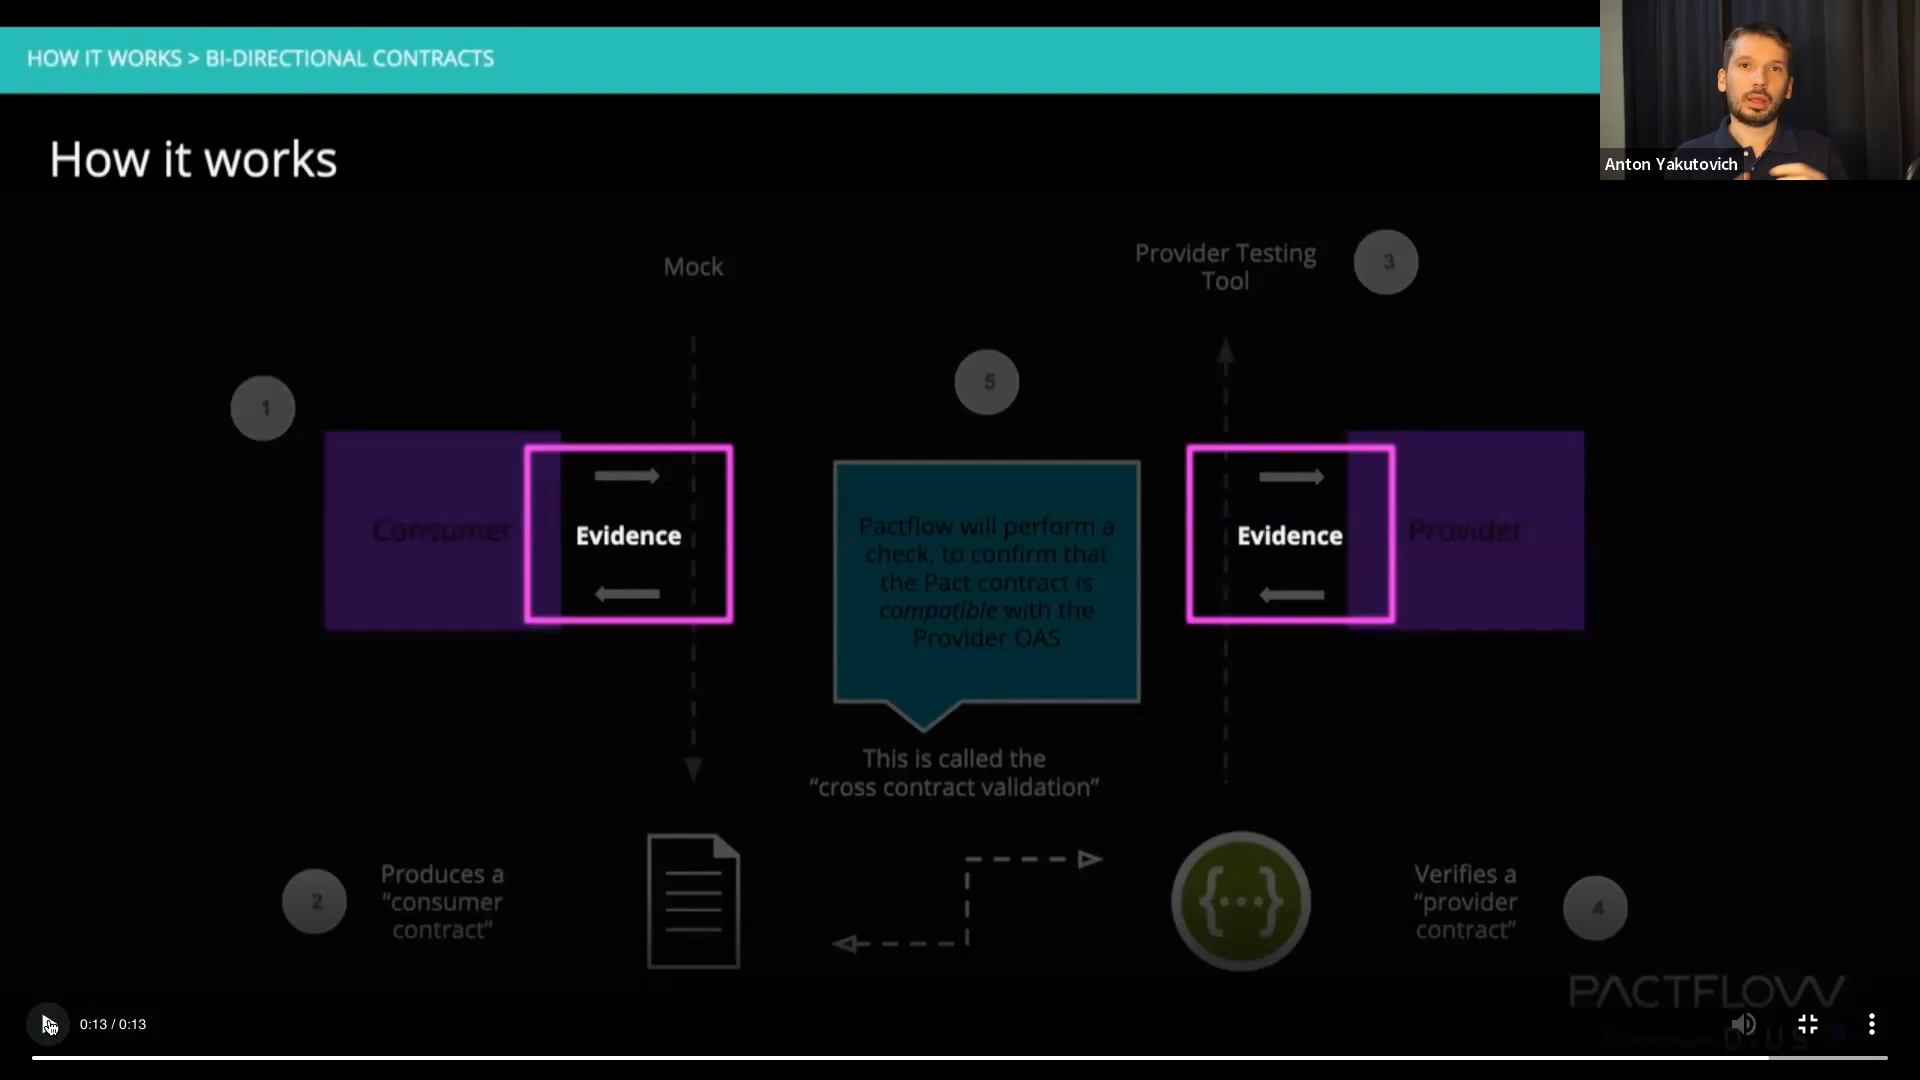 HOW IT WORKS > BI-DIRECTIONAL CONTRACTS
Anton Yakutovich
How it works
Mock
Provider Testing
Tool
3
5
1
Consumer
Evidence
Pactflow will perform a
check, to confirm that
the Pact contract is
compatible with the
Provider OAS
Evidence
Provider
This is called the
“cross contract validation”
2
Produces a
“consumer
contract”
{...}
Verifies a
“provider
contract”
4
PACTFLOW
DiUS
0:13 / 0:13